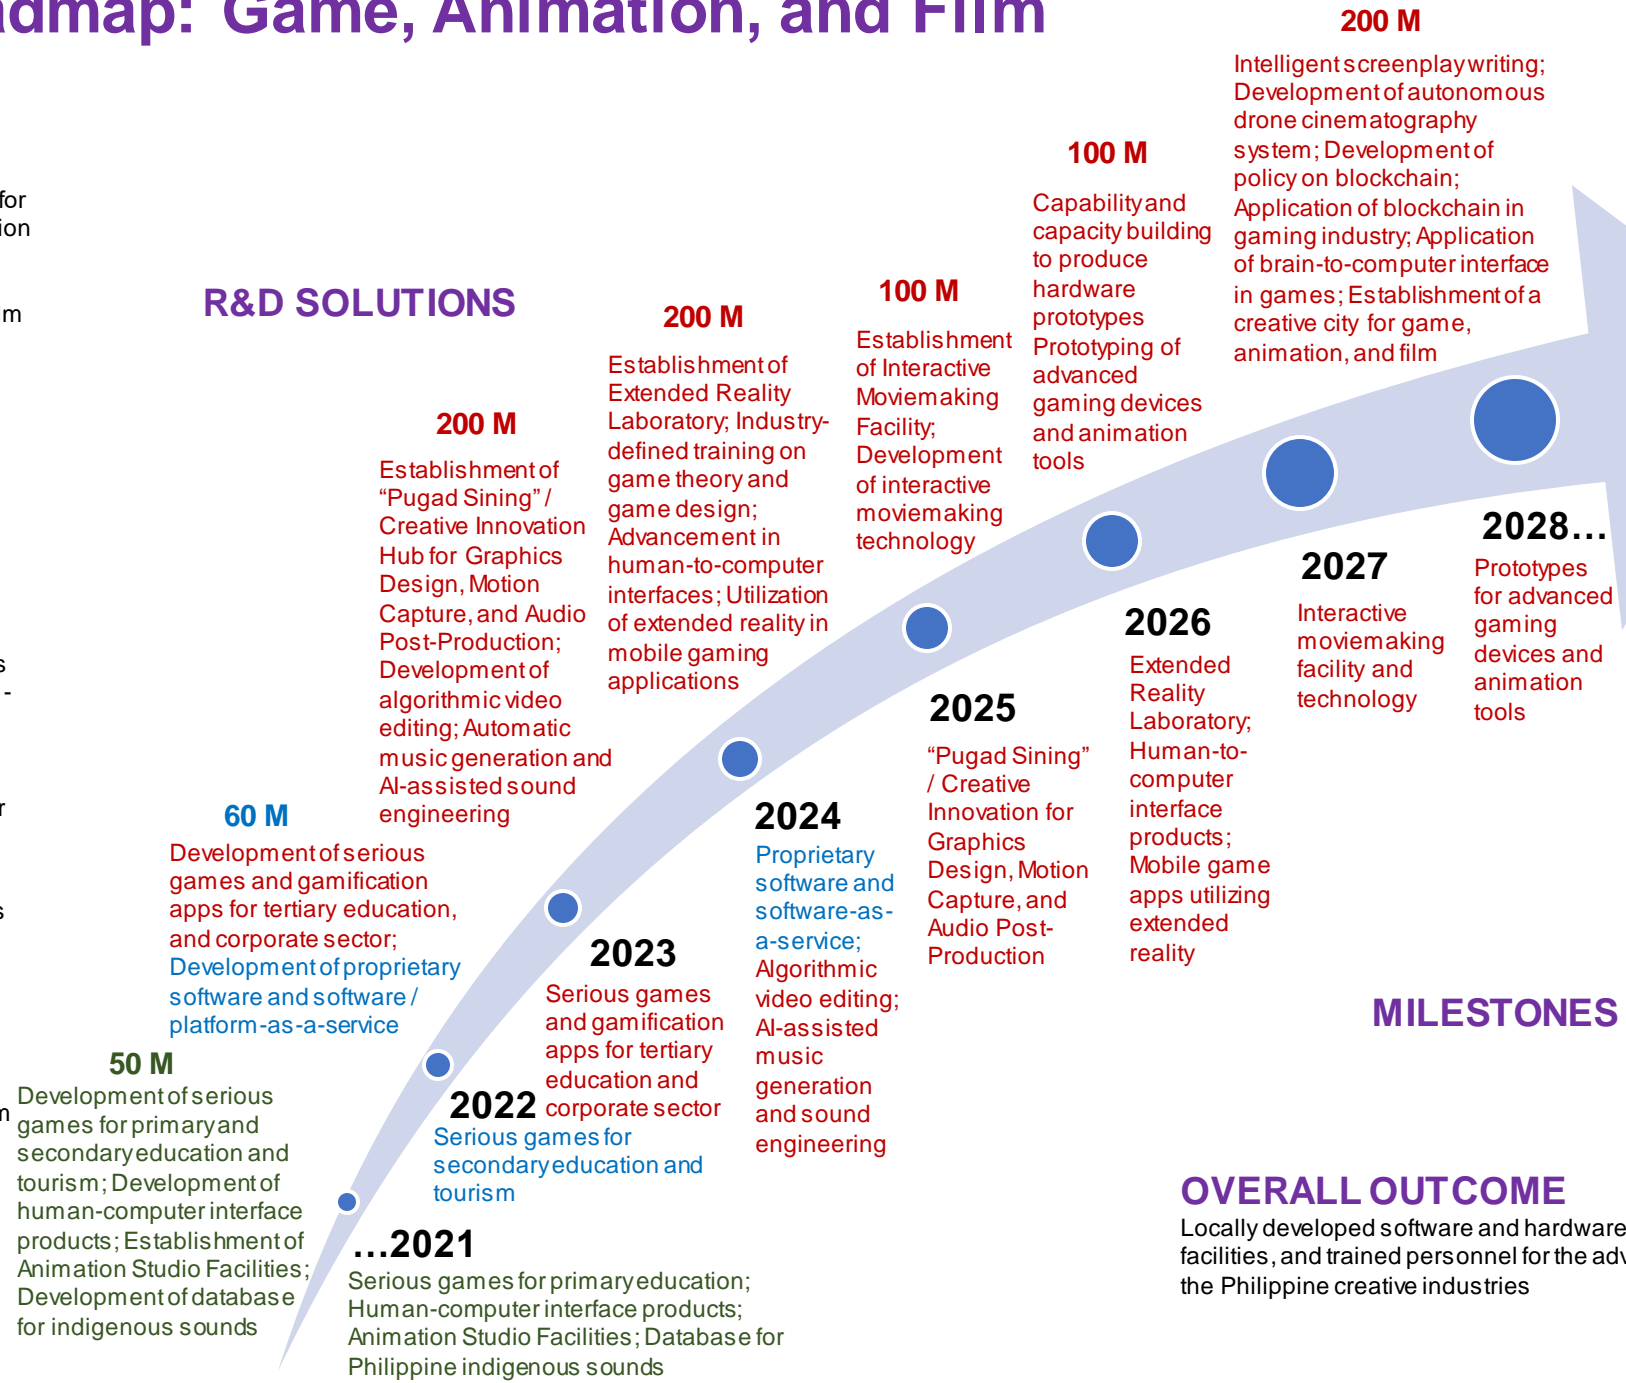 admap: Game, Animation, and Film
for
ion
m
s
-
r
s
m
R&D SOLUTIONS
50 M
Development of serious
games for primary and
secondary education and
tourism; Development of
human-computer interface
products; Establishment of
Animation Studio Facilities;
Development of database
for indigenous sounds
60 M
Development of serious
games and gamification
apps for tertiary education,
and corporate sector;
Development of proprietary
software and software /
platform-as-a-service
200 M
Establishment of
“Pugad Sining” /
Creative Innovation
Hub for Graphics
Design, Motion
Capture, and Audio
Post-Production;
Development of
algorithmic video
editing; Automatic
music generation and
AI-assisted sound
engineering
200 M
Establishment of
Extended Reality
Laboratory; Industry-
defined training on
game theory and
game design;
Advancement in
human-to-computer
interfaces; Utilization
of extended reality in
mobile gaming
applications
100 M
Establishment
of Interactive
Moviemaking
Facility;
Development
of interactive
moviemaking
technology
100 M
Capability and
capacity building
to produce
hardware
prototypes
Prototyping of
advanced
gaming devices
and animation
tools
200 M
Intelligent screenplay writing;
Development of autonomous
drone cinematography
system; Development of
policy on blockchain;
Application of blockchain in
gaming industry; Application
of brain-to-computer interface
in games; Establishment of a
creative city for game,
animation, and film
…2021
Serious games for primary education;
Human-computer interface products;
Animation Studio Facilities; Database for
Philippine indigenous sounds
2022
Serious games for
secondary education and
tourism
2023
Serious games
and gamification
apps for tertiary
education and
corporate sector
2024
Proprietary
software and
software-as-
a-service;
Algorithmic
video editing;
AI-assisted
music
generation
and sound
engineering
2025
“Pugad Sining”
/ Creative
Innovation for
Graphics
Design, Motion
Capture, and
Audio Post-
Production
2026
Extended
Reality
Laboratory;
Human-to-
computer
interface
products;
Mobile game
apps utilizing
extended
reality
2027
Interactive
moviemaking
facility and
technology
2028…
Prototypes
for advanced
gaming
devices and
animation
tools
MILESTONES
OVERALL OUTCOME
Locally developed software and hardware
facilities, and trained personnel for the adv
the Philippine creative industries